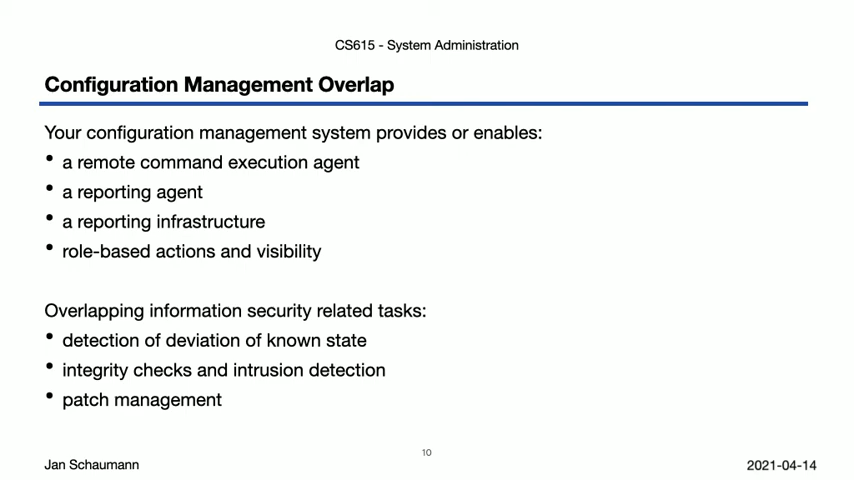 CS615 - System Administration
Configuration Management Overlap
Your configuration management system provides or enables:
• a remote command execution agent
• a reporting agent
• a reporting infrastructure
• role-based actions and visibility
Overlapping information security related tasks:
• detection of deviation of known state
• integrity checks and intrusion detection
• patch management
10
Jan Schaumann
2021-04-14